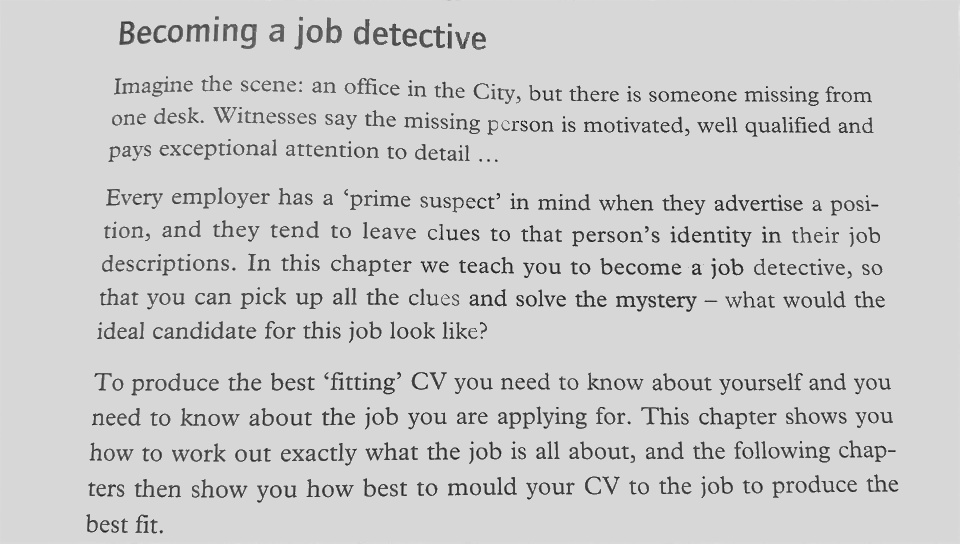 Becoming a job detective
Imagine the scene: an office in the City, but there is someone missing from
one desk. Witnesses say the missing person is motivated, well qualified and
pays exceptional attention to detail …
Every employer has a ‘prime suspect’ in mind when they advertise a posi-
tion, and they tend to leave clues to that person’s identity in their job
descriptions. In this chapter we teach you to become a job detective, so
that you can pick up all the clues and solve the mystery – what would the
ideal candidate for this job look like?
To produce the best ‘fitting’ CV you need to know about yourself and you
need to know about the job you are applying for. This chapter shows you
how to work out exactly what the job is all about, and the following chap-
ters then show you how best to mould your CV to the job to produce the
best fit.